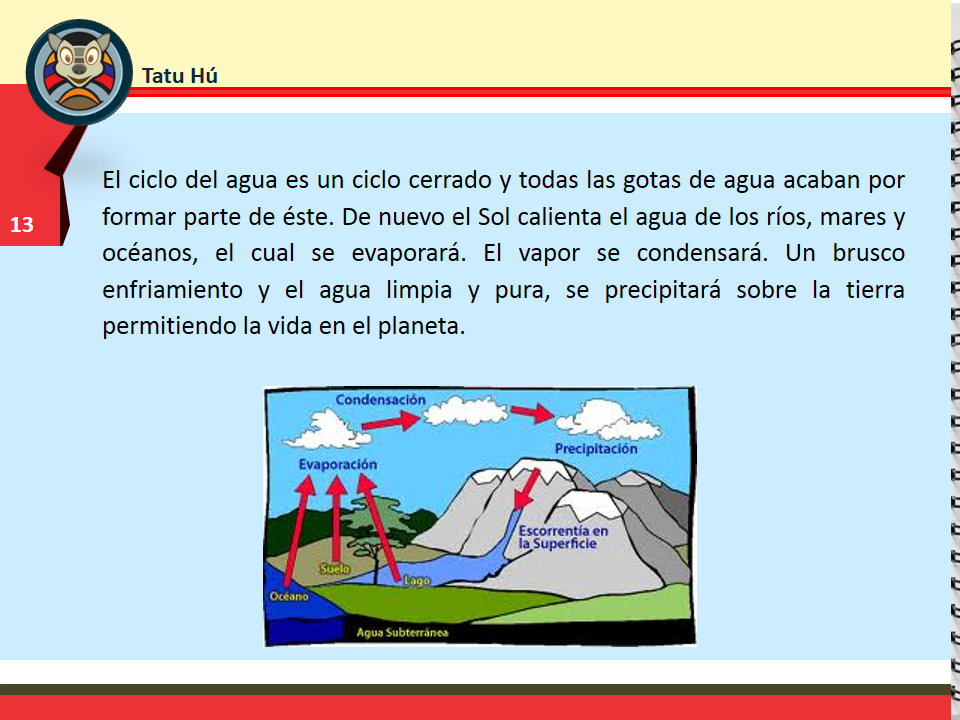 Tatu Hú
13
El ciclo del agua es un ciclo cerrado y todas las gotas de agua acaban por
formar parte de éste. De nuevo el Sol calienta el agua de los ríos, mares y
océanos, el cual se evaporará. El vapor se condensará. Un brusco
enfriamiento y el agua limpia y pura, se precipitará sobre la tierra
permitiendo la vida en el planeta.
Condensación
Precipitación
Evaporación
Escorrentía en
la Superficie
Suelo
Lago
Océano
Agua Subterránea